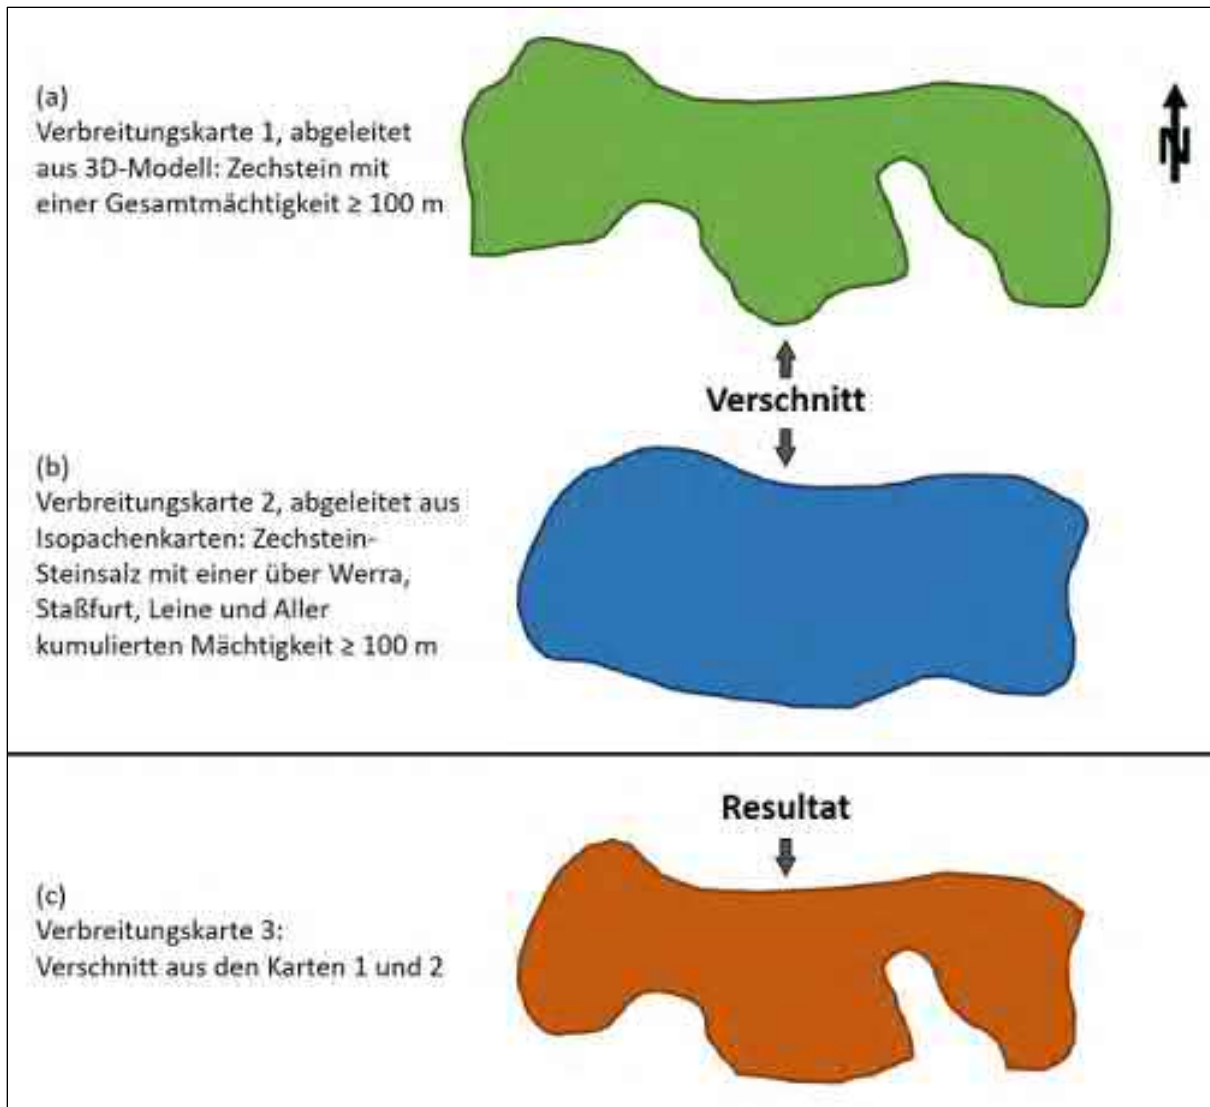 (a)
Verbreitungskarte 1, abgeleitet
aus 3D-Modell: Zechstein mit
einer Gesamtmächtigkeit ≥ 100 m
N
Verschnitt
(b)
Verbreitungskarte 2, abgeleitet aus
Isopachenkarten: Zechstein-
Steinsalz mit einer über Werra,
Staßfurt, Leine und Aller
kumulierten Mächtigkeit ≥ 100 m
Resultat
(c)
Verbreitungskarte 3:
Verschnitt aus den Karten 1 und 2